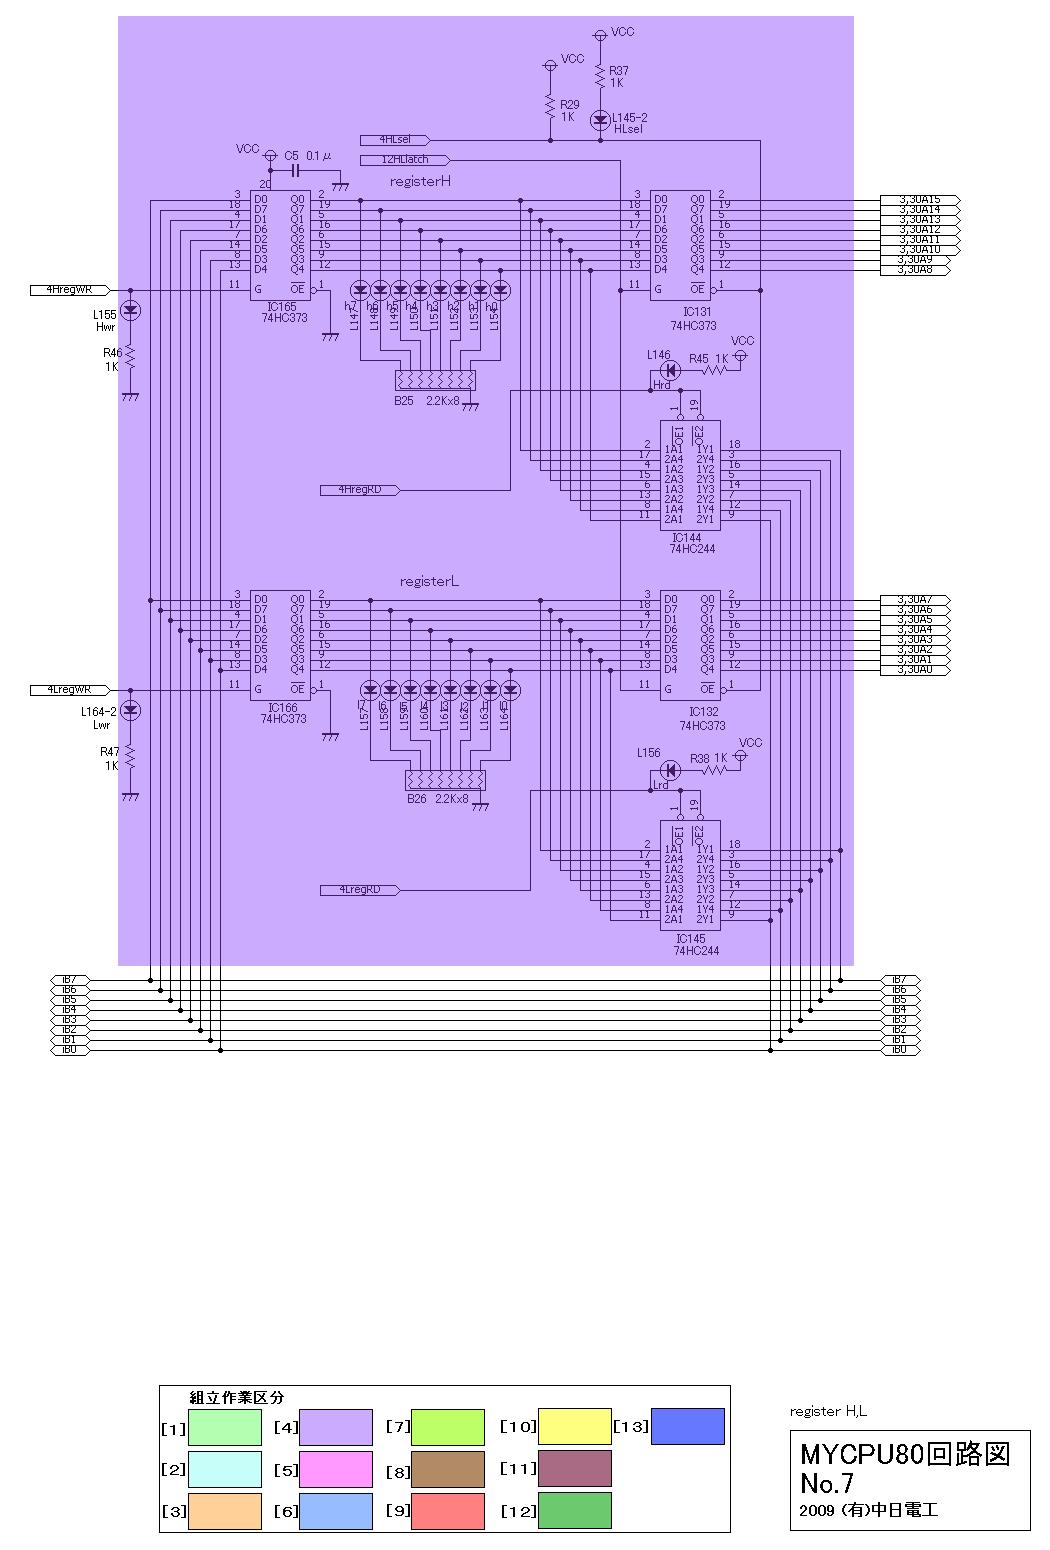 VCC
VCC
R37
1K
R29
1K
L145-2
HLsel
4HLsel
12HLlatch
VCC
C5 0.1μ
registerH
20
3 D0 Q0 2
18 D7 Q7 19
4 D1 Q1 5
17 D6 Q6 16
7 D2 Q2 6
14 D5 Q5 15
8 D3 Q3 9
13 D4 Q4 12
11 G OE 1
IC165
74HC373
3 D0 Q0 2
18 D7 Q7 19
4 D1 Q1 5
17 D6 Q6 16
7 D2 Q2 6
14 D5 Q5 15
8 D3 Q3 9
13 D4 Q4 12
11 G OE 1
IC131
74HC373
3,30A15
3,30A14
3,30A13
3,30A12
3,30A11
3,30A10
3,30A9
3,30A8
4HregWR
L155
Hwr
R46
1K
h7 h6 h5 h4 h3 h2 h1 h0
L147 L148 L149 L150 L151 L152 L153 L154
B25 2.2Kx8
VCC
L146 R45 1K
Hrd
1 19
OE1 OE2
2 1A1 1Y1 18
17 2A4 2Y4 3
4 1A2 1Y2 16
15 2A3 2Y3 5
6 1A3 1Y3 14
13 2A2 2Y2 7
8 1A4 1Y4 12
11 2A1 2Y1 9
IC144
74HC244
4HregRD
registerL
3 D0 Q0 2
18 D7 Q7 19
4 D1 Q1 5
17 D6 Q6 16
7 D2 Q2 6
14 D5 Q5 15
8 D3 Q3 9
13 D4 Q4 12
11 G OE 1
IC166
74HC373
3 D0 Q0 2
18 D7 Q7 19
4 D1 Q1 5
17 D6 Q6 16
7 D2 Q2 6
14 D5 Q5 15
8 D3 Q3 9
13 D4 Q4 12
11 G OE 1
IC132
74HC373
3,30A7
3,30A6
3,30A5
3,30A4
3,30A3
3,30A2
3,30A1
3,30A0
4LregWR
L164-2
Lwr
R47
1K
l7 l6 l5 l4 l3 l2 l1 l0
L157 L158 L159 L160 L161 L162 L163 L164
B26 2.2Kx8
VCC
L156 R38 1K
Lrd
1 19
OE1 OE2
2 1A1 1Y1 18
17 2A4 2Y4 3
4 1A2 1Y2 16
15 2A3 2Y3 5
6 1A3 1Y3 14
13 2A2 2Y2 7
8 1A4 1Y4 12
11 2A1 2Y1 9
IC145
74HC244
4LregRD
iB7 iB7
iB6 iB6
iB5 iB5
iB4 iB4
iB3 iB3
iB2 iB2
iB1 iB1
iB0 iB0
組立作業区分
[1] [4] [7] [10] [13]
[2] [5] [8] [11]
[3] [6] [9] [12]
register H,L
MYCPU80回路図
No.7
2009 (有)中日電工